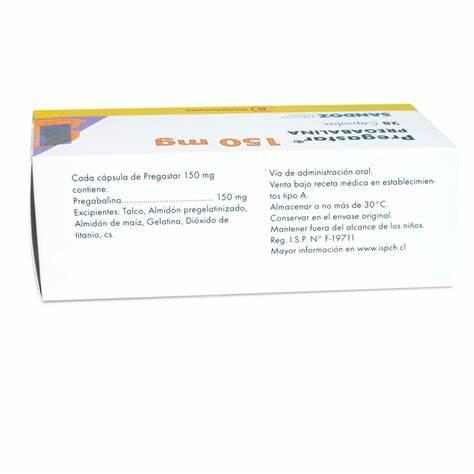 Pregastar® 150 mg
PREGABALINA
28 Cápsulas
SANDOZ
Cada cápsula de Pregastar 150 mg
contiene:
Pregabalina.............................. 150 mg
Excipientes: Talco, Almidón pregelatinizado,
Almidón de maíz, Gelatina, Dióxido de
titanio, cs.
Vía de administración oral.
Venta bajo receta médica en establecimien-
tos tipo A.
Almacenar a no más de 30°C.
Conservar en el envase original.
Mantener fuera del alcance de los niños.
Reg. I.S.P. N° F-19711
Mayor información en www.ispch.cl